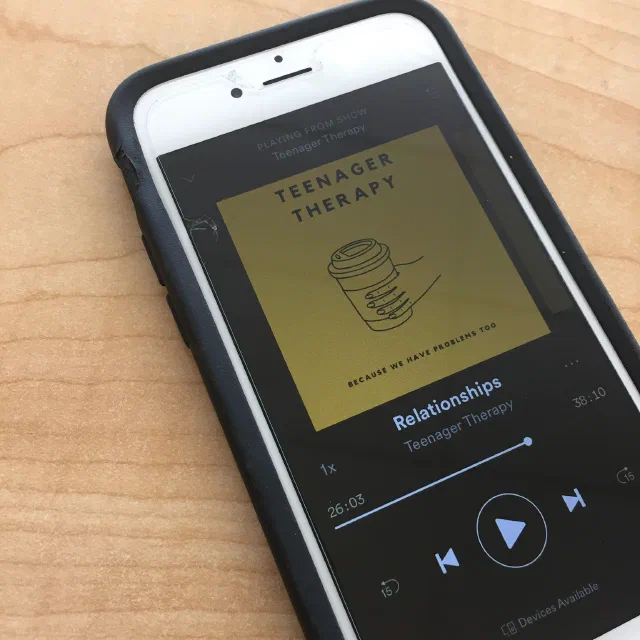 PLAYING FROM SHOW
Teenager Therapy
TEENAGER
THERAPY
BECAUSE WE HAVE PROBLEMS TOO
Relationships
Teenager Therapy
1x
26:03
38:10
15
15
Devices Available